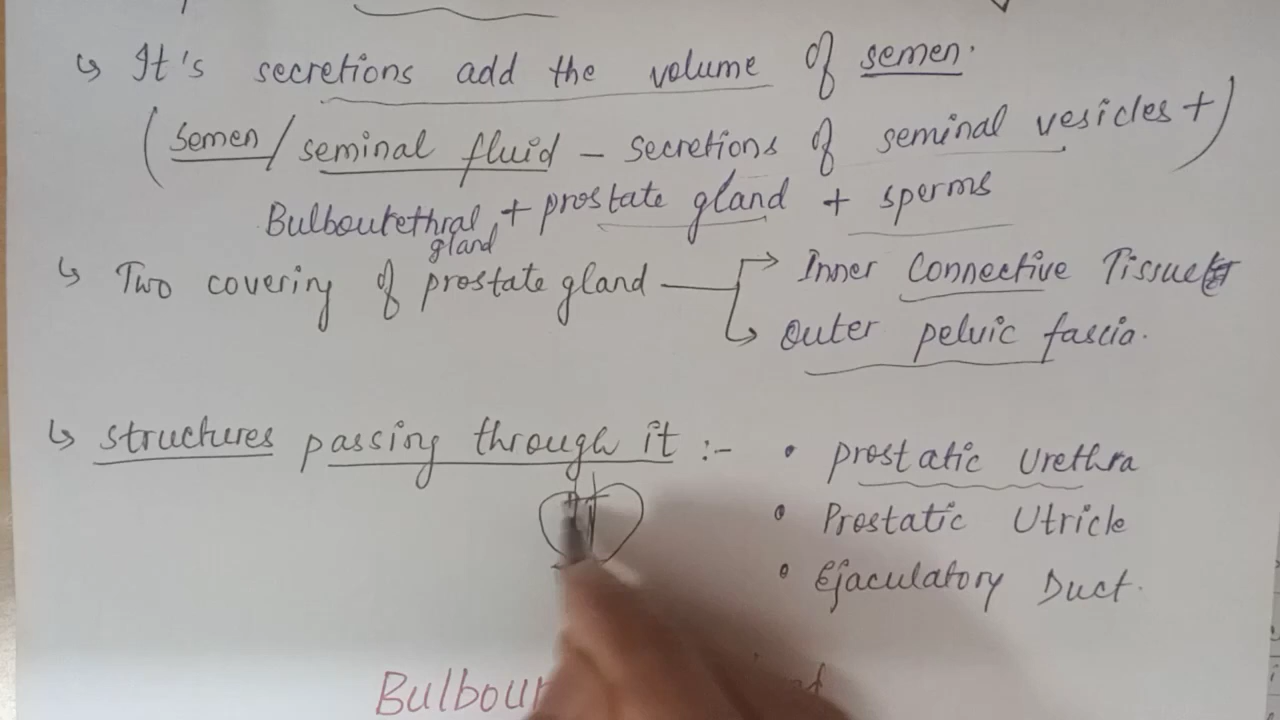 ↳ It's secretions add the volume of semen.
(Semen/seminal fluid – secretions of seminal vesicles +)
Bulbourethral gland + prostate gland + sperms
↳ Two covering of prostate gland → Inner Connective Tissue
↳ outer pelvic fascia.
↳ structures passing through it :- • prostatic Urethra
• Prostatic Utricle
• Ejaculatory Duct.